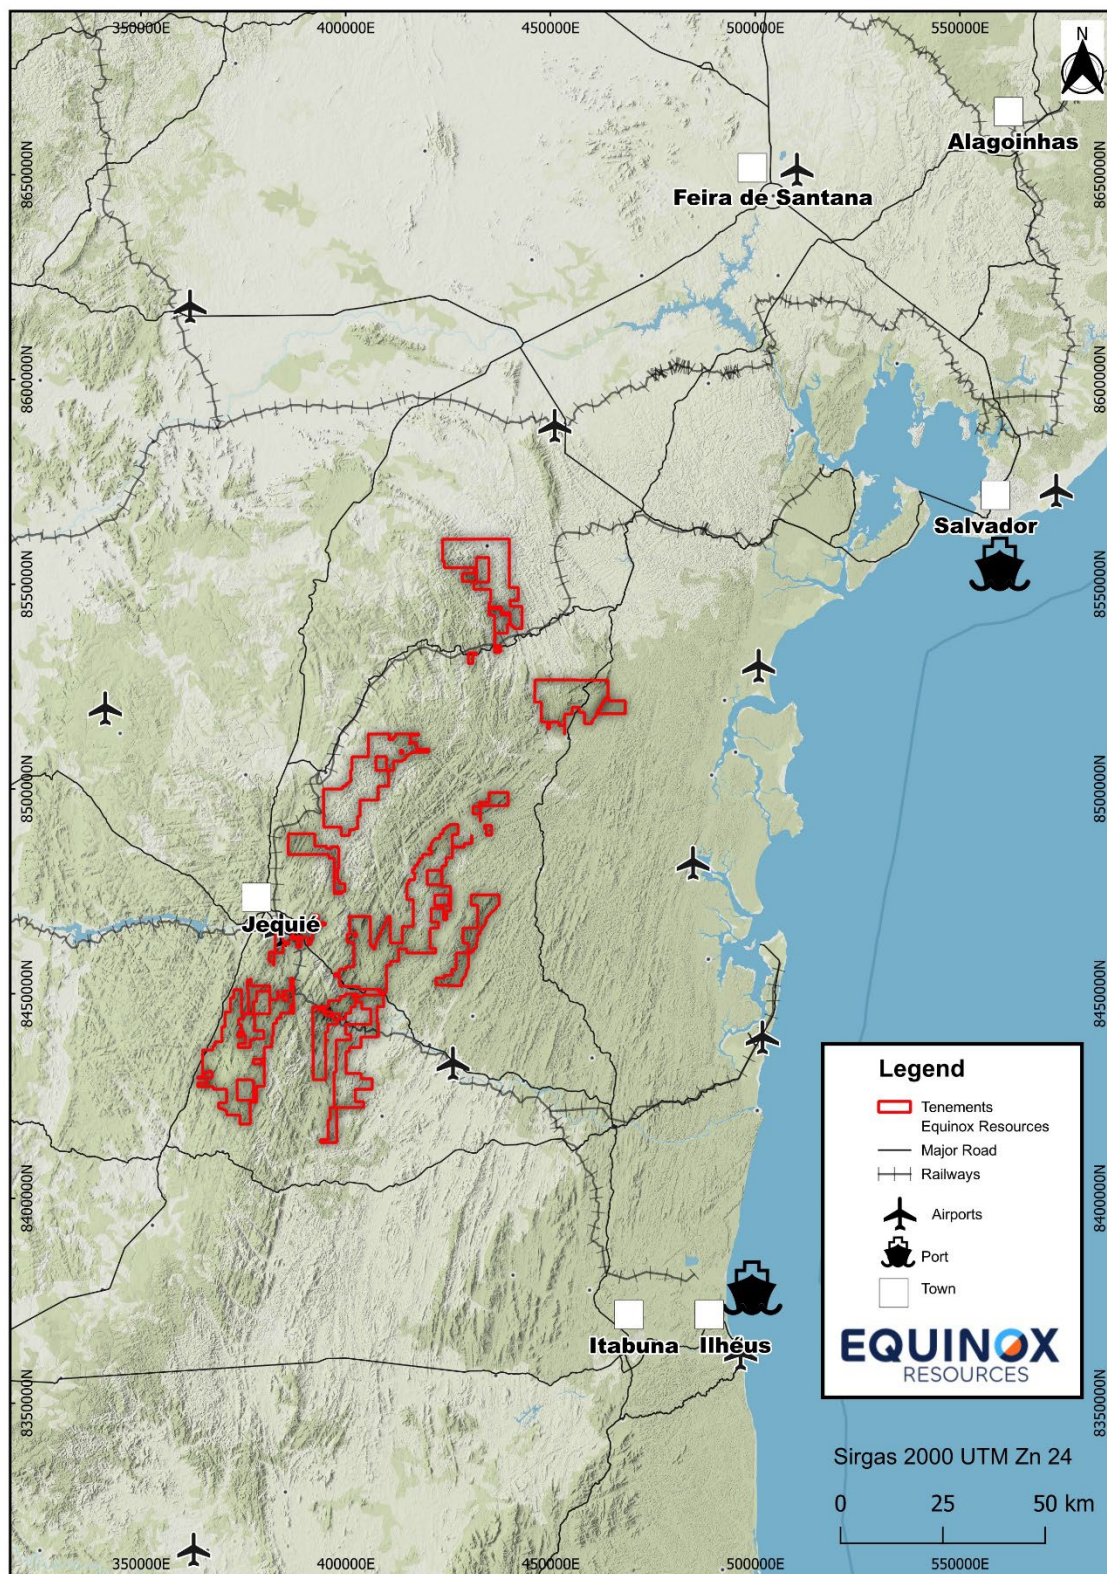 350000E 400000E 450000E 500000E 550000E
N
Alagoinhas
8650000N 8650000N
Feira de Santana
8600000N 8600000N
Salvador
8550000N 8550000N
8500000N 8500000N
Jequié
8450000N 8450000N
Legend
Tenements
Equinox Resources
Major Road
Railways
Airports
Port
Town
8400000N 8400000N
Itabuna Ilhéus
EQUINOX
RESOURCES
8350000N 8350000N
Sirgas 2000 UTM Zn 24
0 25 50 km
350000E 400000E 450000E 500000E 550000E